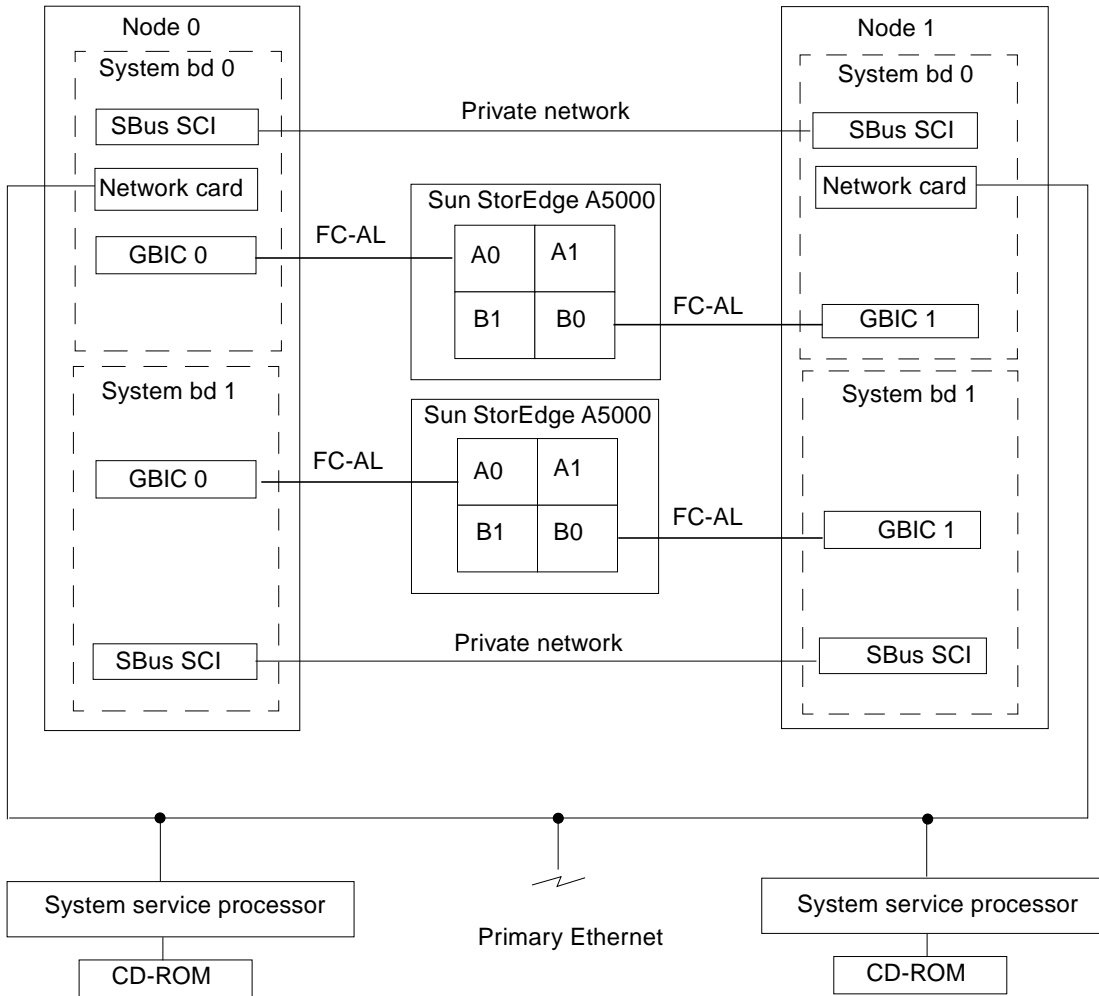 Node 0
Node 1
System bd 0
System bd 0
Private network
SBus SCI
SBus SCI
Network card
Network card
Sun StorEdge A5000
FC-AL
GBIC 0
A0
A1
FC-AL
B1
B0
GBIC 1
System bd 1
System bd 1
Sun StorEdge A5000
FC-AL
GBIC 0
A0
A1
FC-AL
B1
B0
GBIC 1
Private network
SBus SCI
SBus SCI
System service processor
System service processor
Primary Ethernet
CD-ROM
CD-ROM